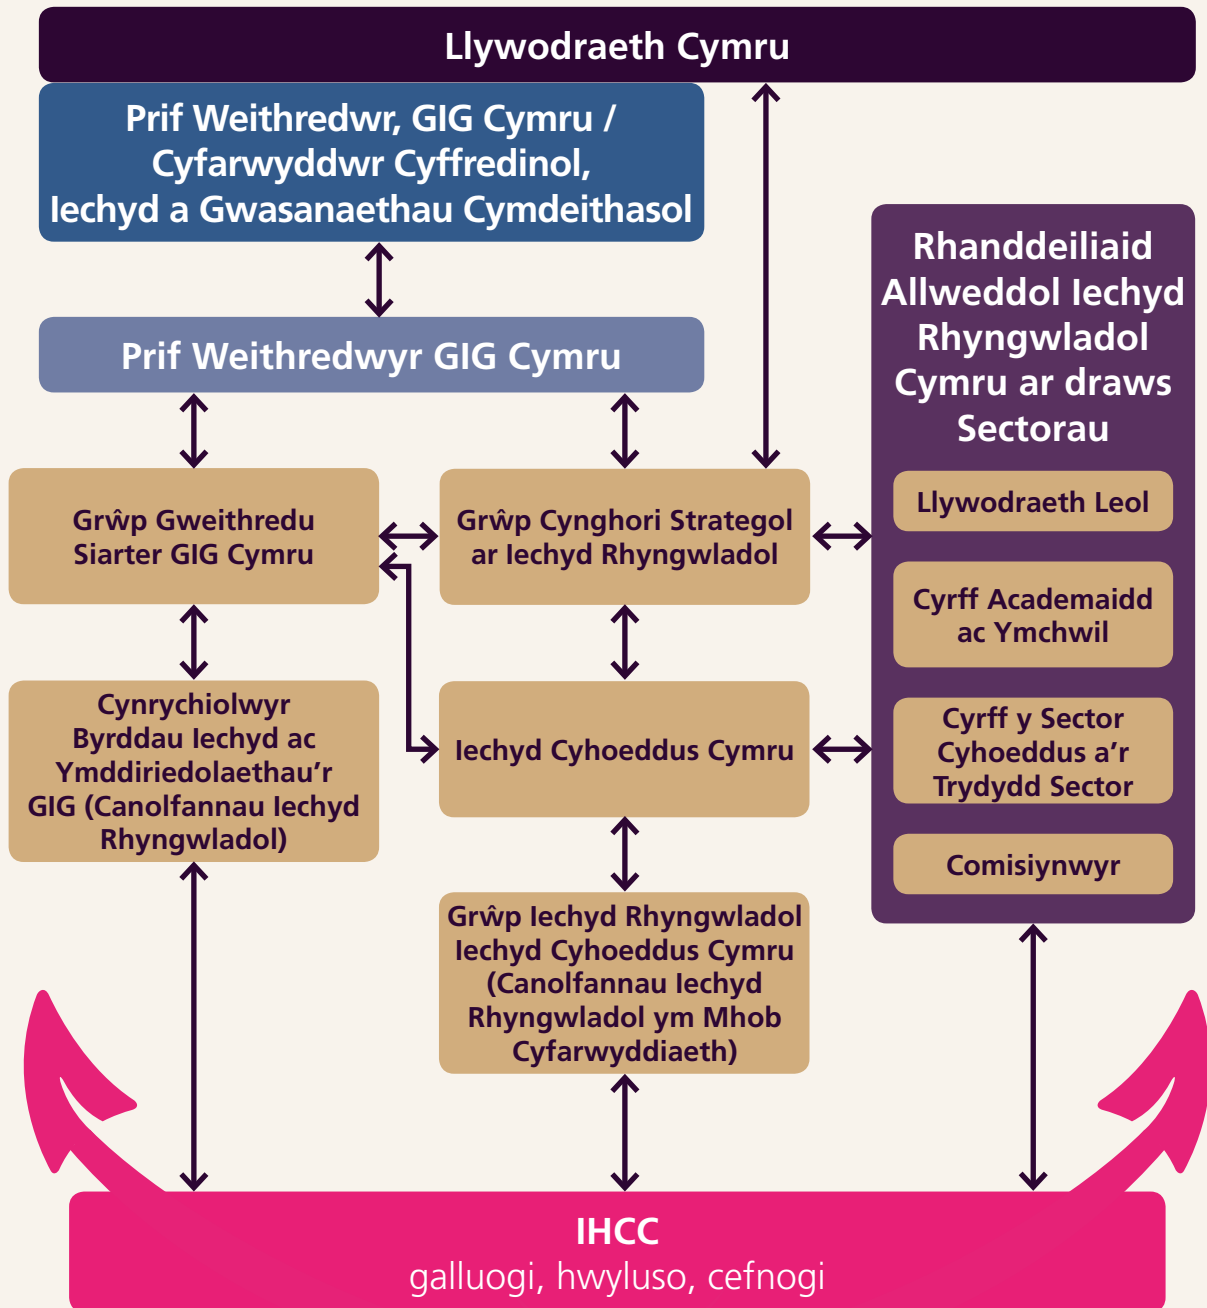 Llywodraeth Cymru
Prif Weithredwr, GIG Cymru /
Cyfarwyddwr Cyffredinol,
Iechyd a Gwasanaethau Cymdeithasol
Prif Weithredwyr GIG Cymru
Rhanddeiliaid
Allweddol Iechyd
Rhyngwladol
Cymru ar draws
Sectorau
Grŵp Gweithredu
Siarter GIG Cymru
Grŵp Cynghori Strategol
ar Iechyd Rhyngwladol
Llywodraeth Leol
Cyrff Academaidd
ac Ymchwil
Cynrychiolwyr
Byrddau Iechyd ac
Ymddiriedolaethau’r
GIG (Canolfannau Iechyd
Rhyngwladol)
Iechyd Cyhoeddus Cymru
Cyrff y Sector
Cyhoeddus a’r
Trydydd Sector
Comisiynwyr
Grŵp Iechyd Rhyngwladol
Iechyd Cyhoeddus Cymru
(Canolfannau Iechyd
Rhyngwladol ym Mhob
Cyfarwyddiaeth)
IHCC
galluogi, hwyluso, cefnogi